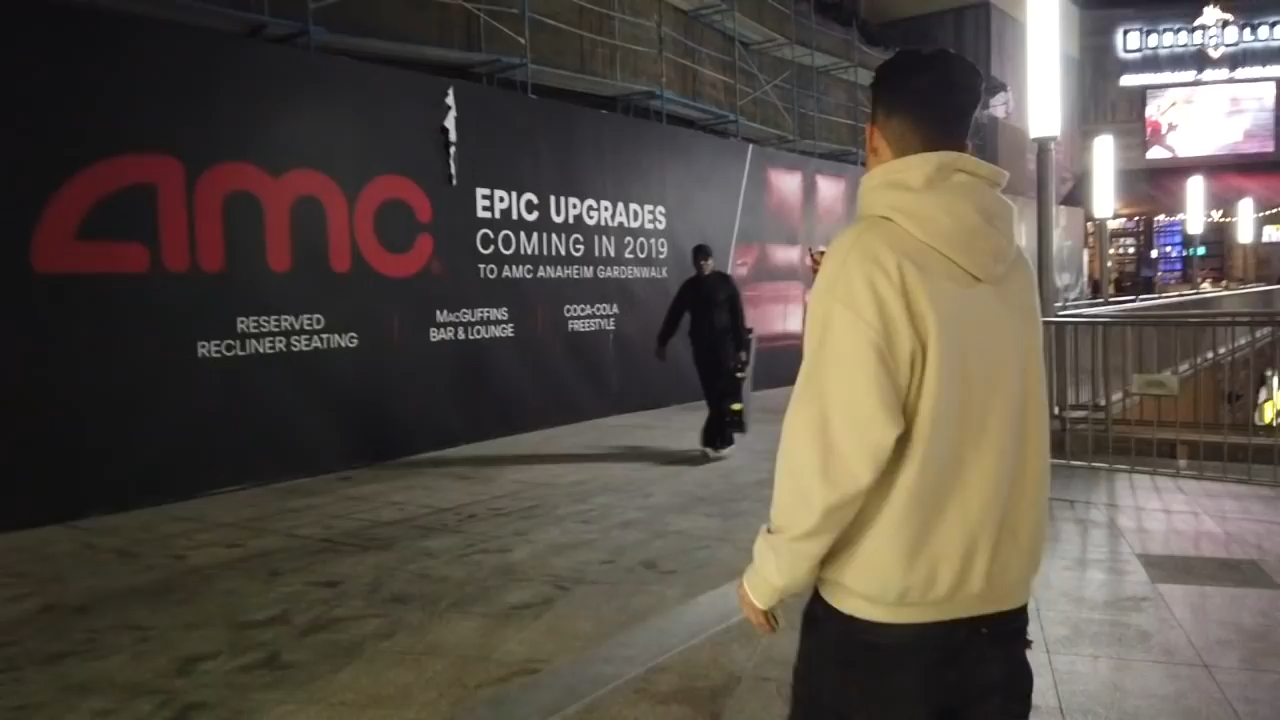 amc
EPIC UPGRADES
COMING IN 2019
TO AMC ANAHEIM GARDENWALK
RESERVED
RECLINER SEATING
MACGUFFINS
BAR & LOUNGE
COCA-COLA
FREESTYLE